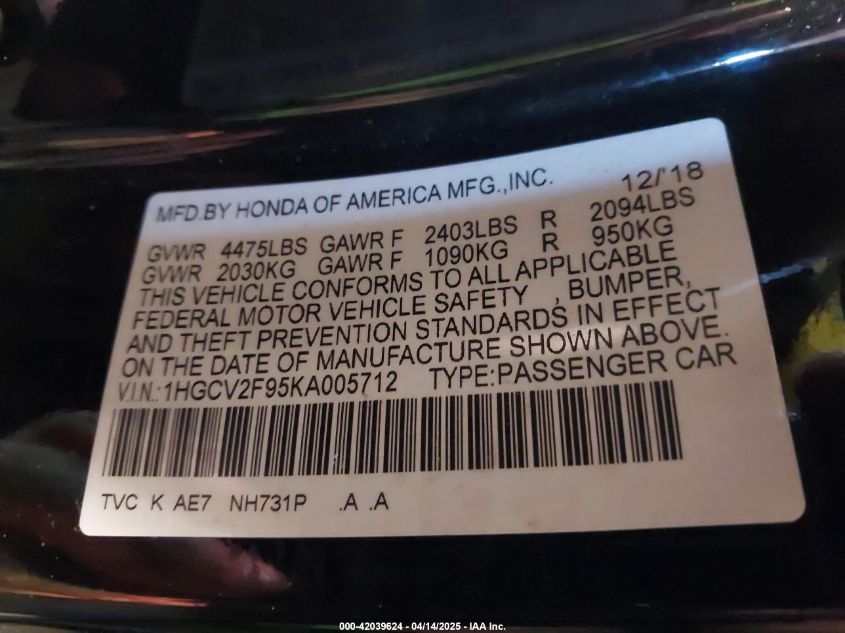 MFD.BY HONDA OF AMERICA MFG.,INC. 12/'18
GVWR 4475LBS GAWR F 2403LBS R 2094LBS
GVWR 2030KG GAWR F 1090KG R 950KG
THIS VEHICLE CONFORMS TO ALL APPLICABLE
FEDERAL MOTOR VEHICLE SAFETY , BUMPER,
AND THEFT PREVENTION STANDARDS IN EFFECT
ON THE DATE OF MANUFACTURE SHOWN ABOVE.
V.I.N.:1HGCV2F95KA005712 TYPE:PASSENGER CAR
TVC K AE7 NH731P .A .A
000-42039624 - 04/14/2025 - IAA Inc.